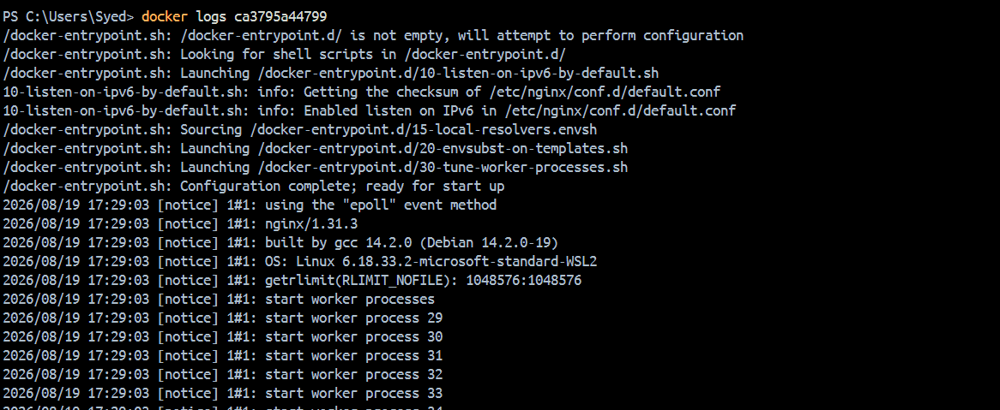 PS C:\Users\Syed> docker logs ca3795a44799
/docker-entrypoint.sh: /docker-entrypoint.d/ is not empty, will attempt to perform configuration
/docker-entrypoint.sh: Looking for shell scripts in /docker-entrypoint.d/
/docker-entrypoint.sh: Launching /docker-entrypoint.d/10-listen-on-ipv6-by-default.sh
10-listen-on-ipv6-by-default.sh: info: Getting the checksum of /etc/nginx/conf.d/default.conf
10-listen-on-ipv6-by-default.sh: info: Enabled listen on IPv6 in /etc/nginx/conf.d/default.conf
/docker-entrypoint.sh: Sourcing /docker-entrypoint.d/15-local-resolvers.envsh
/docker-entrypoint.sh: Launching /docker-entrypoint.d/20-envsubst-on-templates.sh
/docker-entrypoint.sh: Launching /docker-entrypoint.d/30-tune-worker-processes.sh
/docker-entrypoint.sh: Configuration complete; ready for start up
2026/08/19 17:29:03 [notice] 1#1: using the "epoll" event method
2026/08/19 17:29:03 [notice] 1#1: nginx/1.31.3
2026/08/19 17:29:03 [notice] 1#1: built by gcc 14.2.0 (Debian 14.2.0-19)
2026/08/19 17:29:03 [notice] 1#1: OS: Linux 6.18.33.2-microsoft-standard-WSL2
2026/08/19 17:29:03 [notice] 1#1: getrlimit(RLIMIT_NOFILE): 1048576:1048576
2026/08/19 17:29:03 [notice] 1#1: start worker processes
2026/08/19 17:29:03 [notice] 1#1: start worker process 29
2026/08/19 17:29:03 [notice] 1#1: start worker process 30
2026/08/19 17:29:03 [notice] 1#1: start worker process 31
2026/08/19 17:29:03 [notice] 1#1: start worker process 32
2026/08/19 17:29:03 [notice] 1#1: start worker process 33